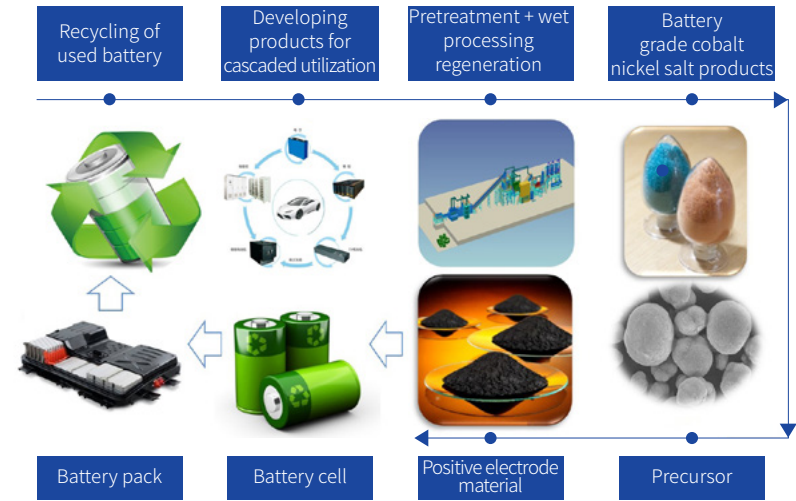 Recycling of
used battery
Developing
products for
cascaded utilization
Pretreatment + wet
processing
regeneration
Battery
grade cobalt
nickel salt products
Battery pack
Battery cell
Positive electrode
material
Precursor